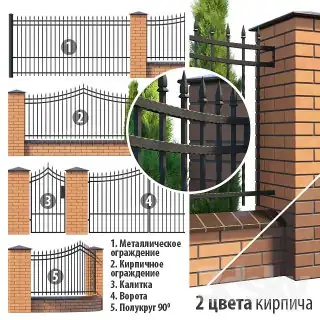 1
2
3
4
5
1. Металлическое
ограждение
2. Кирпичное
ограждение
3. Калитка
4. Ворота
5. Полукруг 90⁰
2 цвета кирпича